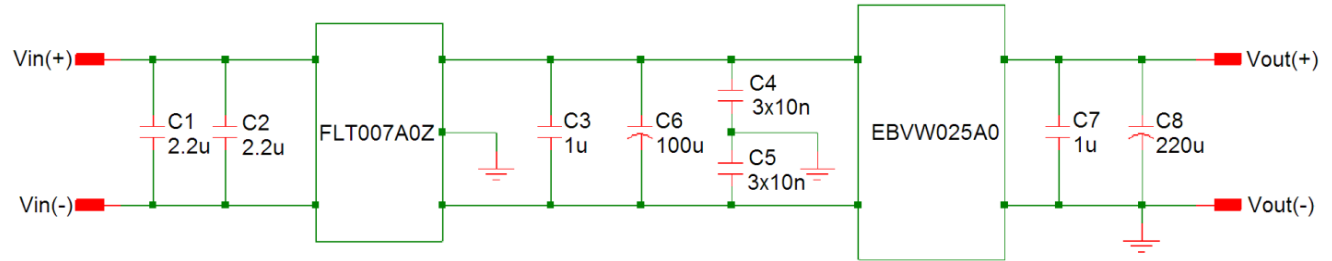 Vin(+)
Vin(-)
C1
2.2u
C2
2.2u
FLT007A0Z
C3
1u
C6
100u
C4
3x10n
C5
3x10n
EBVW025A0
C7
1u
C8
220u
Vout(+)
Vout(-)